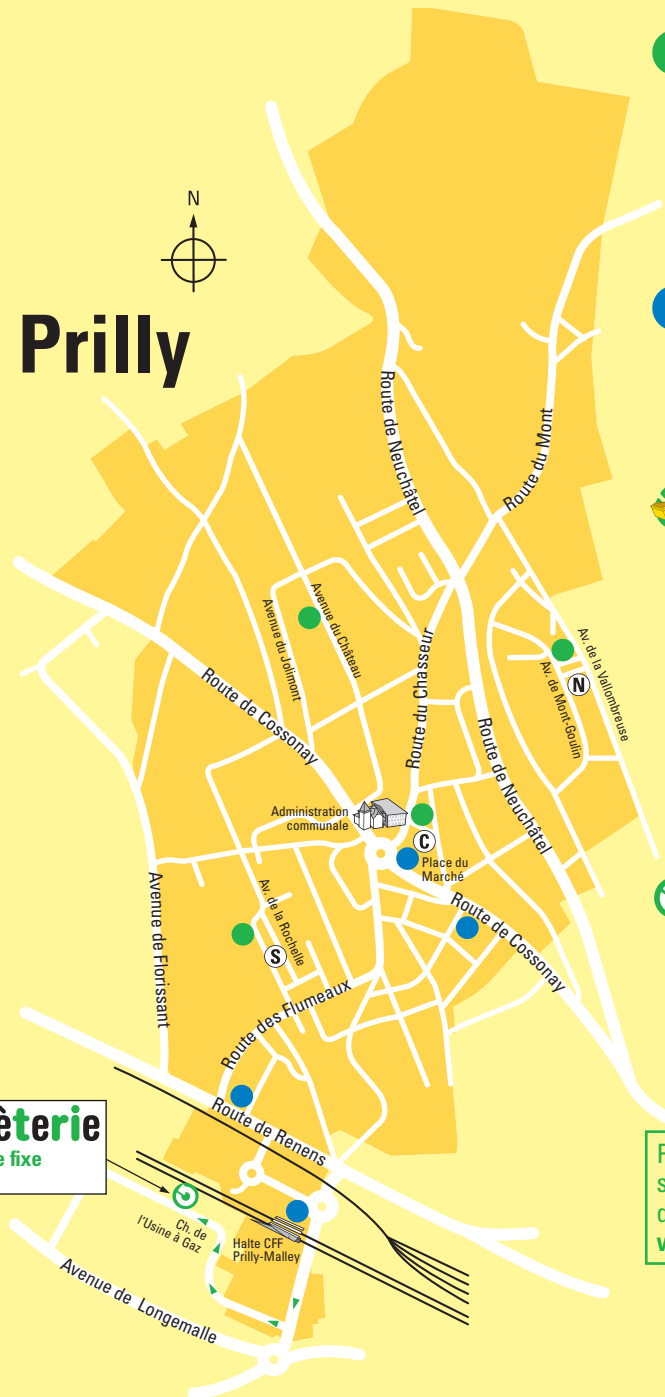 N
Prilly
Route de Neuchâtel
Route du Mont
Avenue du Château
Avenue du Jolimont
Av. de la Vallombreuse
N
Av. de Mont-Goulin
Route du Chasseur
Route de Cossonay
Route de Neuchâtel
Administration
communale
C
Place du
Marché
Route de Cossonay
Av. de la Rochelle
S
Avenue de Florissant
Route des Flumeaux
Route de Renens
èterie
e fixe
Ch. de
l'Usine à Gaz
Halte CFF
Prilly-Malley
Avenue de Longemalle